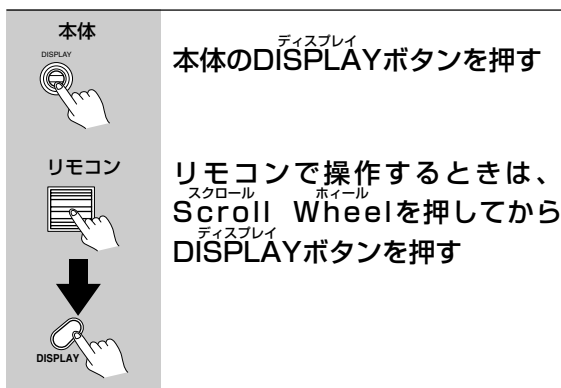 本体
DISPLAY
ディスプレイ
本体のDISPLAYボタンを押す
リモコン
リモコンで操作するときは、
スクロール ホィール
Scroll Wheelを押してから
ディスプレイ
DISPLAYボタンを押す
DISPLAY